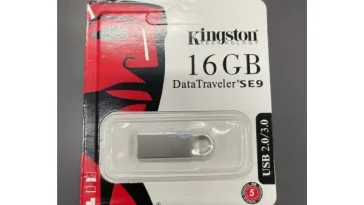 Kingston
TECHNOLOGY
16GB
DataTraveler® SE9
USB 2.0/3.0
5